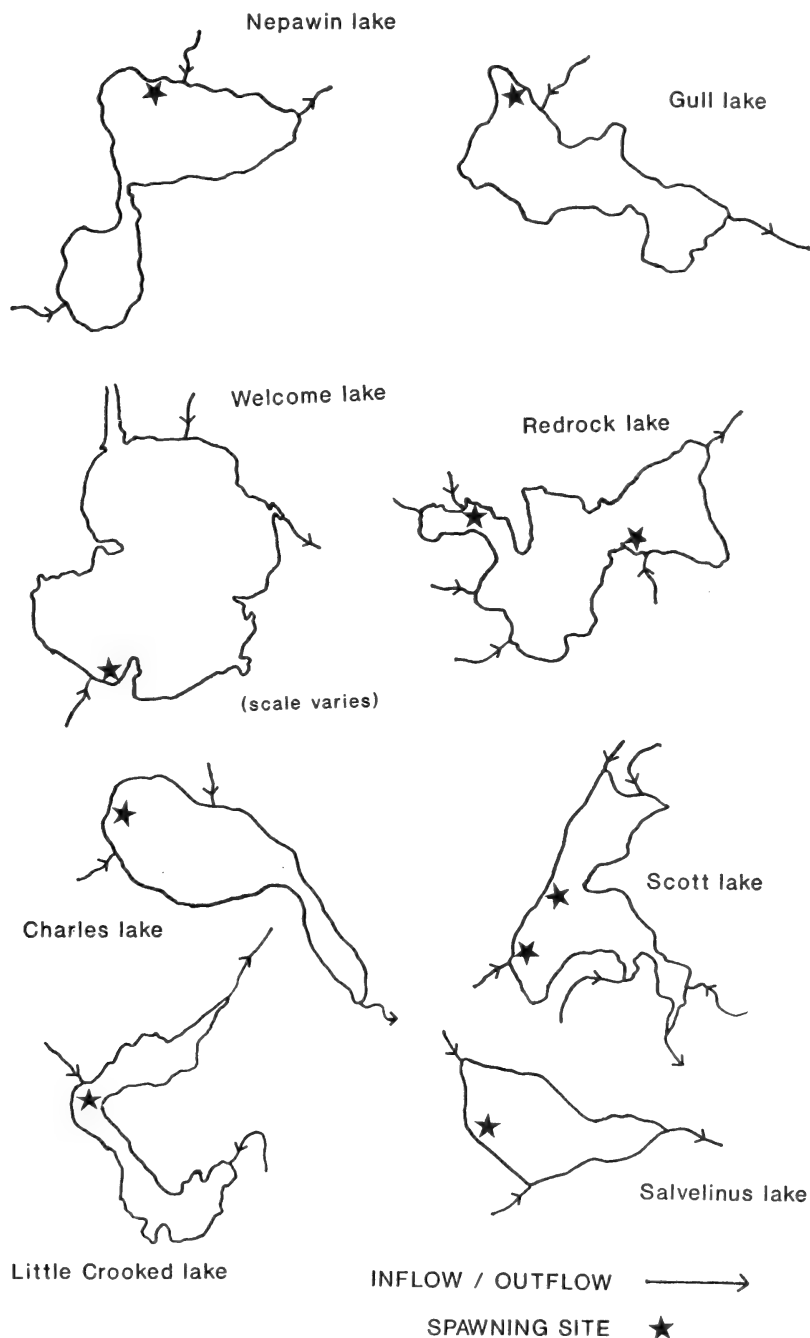 Nepawin lake
Gull lake
Welcome lake
Redrock lake
(scale varies)
Charles lake
Scott lake
Salvelinus lake
Little Crooked lake
INFLOW / OUTFLOW
SPAWNING SITE